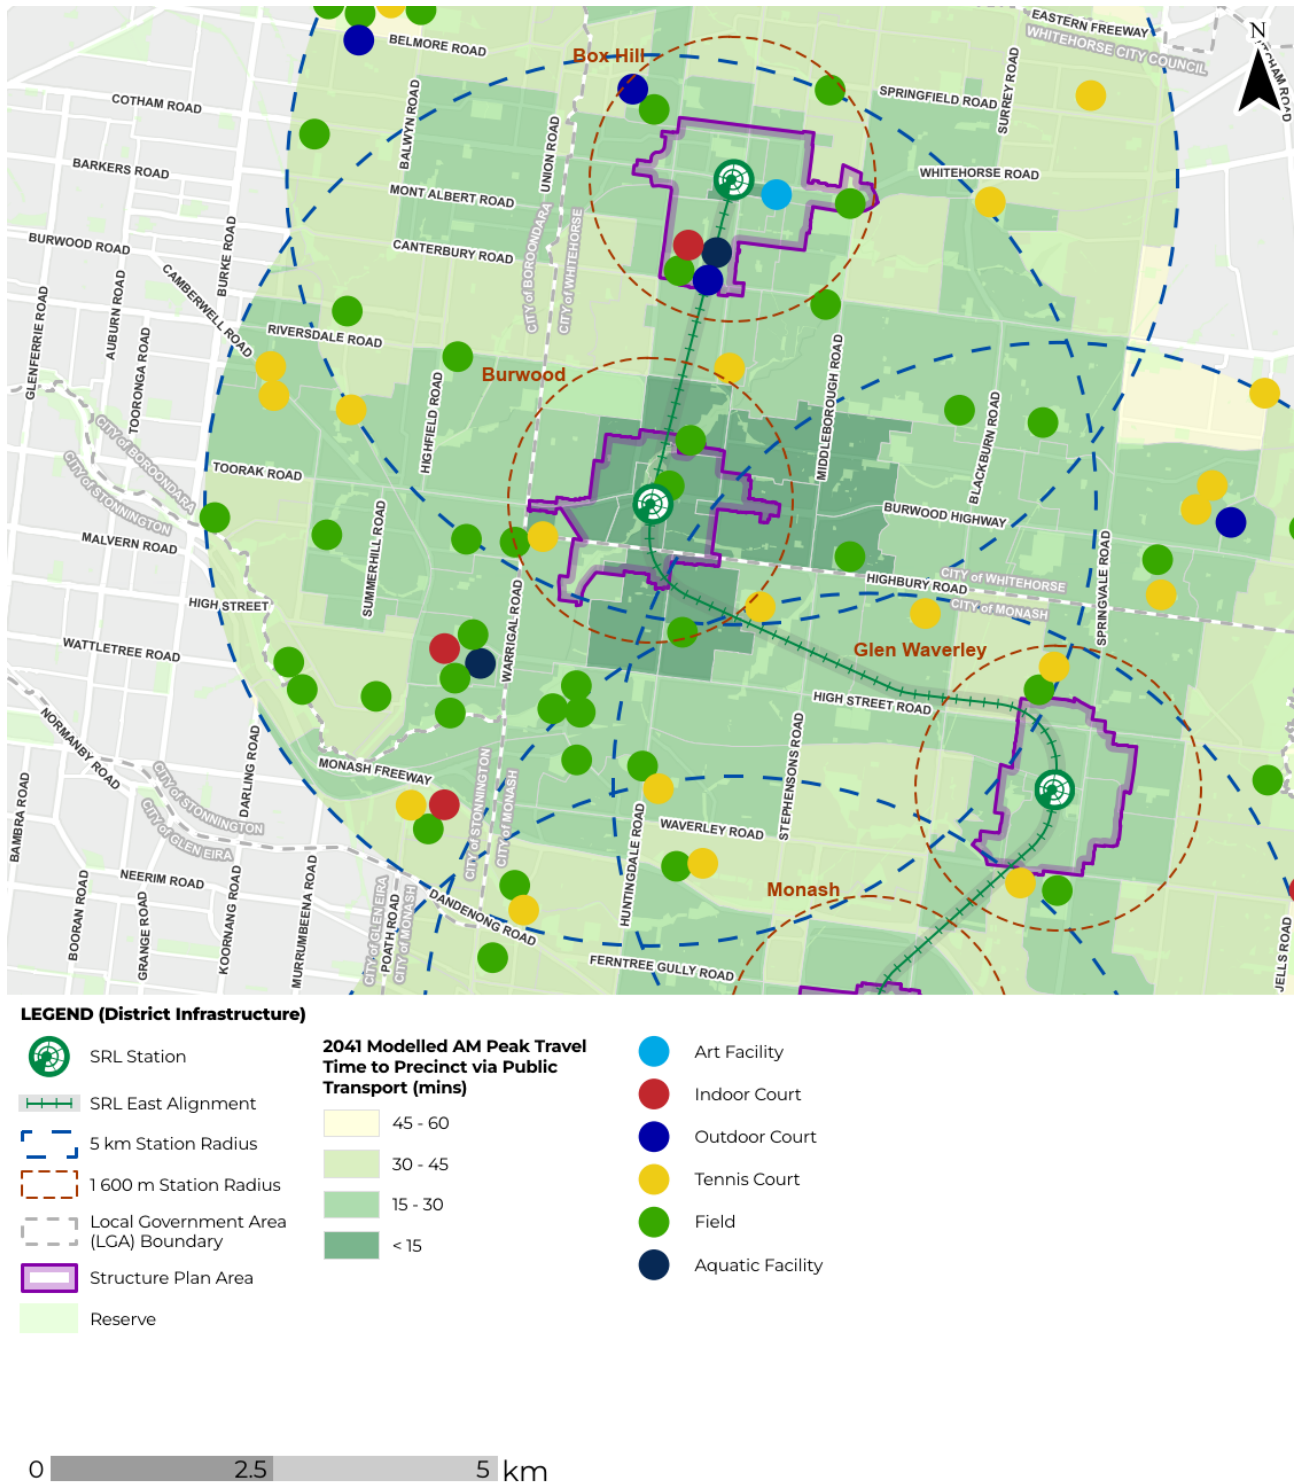 EASTERN FREEWAY
WHITEHORSE CITY COUNCIL
N
BELMORE ROAD
Box Hill
COTHAM ROAD
BALWYN ROAD
UNION ROAD
SPRINGFIELD ROAD
SURREY ROAD
BARKERS ROAD
MONT ALBERT ROAD
WHITEHORSE ROAD
BURWOOD ROAD
BURKE ROAD
CANTERBURY ROAD
CITY of BOROONDARA
CITY of WHITEHORSE
CAMBERWELL ROAD
GLENFERRIE ROAD
AUBURN ROAD
TOORONGA ROAD
RIVERSDALE ROAD
HIGHFIELD ROAD
Burwood
MIDDLEBOROUGH ROAD
BLACKBURN ROAD
CITY of BOROONDARA
CITY of STONNINGTON
TOORAK ROAD
BURWOOD HIGHWAY
MALVERN ROAD
SUMMERHILL ROAD
SPRINGVALE ROAD
HIGHBURY ROAD
CITY of WHITEHORSE
CITY of MONASH
HIGH STREET
WARRIGAL ROAD
WATTLETREE ROAD
Glen Waverley
HIGH STREET ROAD
NORMANBY ROAD
DARLING ROAD
MONASH FREEWAY
STEPHENSONS ROAD
CITY of STONNINGTON
CITY of GLEN EIRA
CITY of STONNINGTON
CITY of MONASH
BAMBRA ROAD
WAVERLEY ROAD
HUNTINGDALE ROAD
NEERIM ROAD
Monash
BOORAN ROAD
GRANGE ROAD
KOORNANG ROAD
MURRUMBEENA ROAD
CITY of GLEN EIRA
POATH ROAD
CITY of MONASH
DANDENONG ROAD
FERNTREE GULLY ROAD
JELLS ROAD
LEGEND (District Infrastructure)
SRL Station
SRL East Alignment
5 km Station Radius
1 600 m Station Radius
Local Government Area
(LGA) Boundary
Structure Plan Area
Reserve
2041 Modelled AM Peak Travel
Time to Precinct via Public
Transport (mins)
45 - 60
30 - 45
15 - 30
< 15
Art Facility
Indoor Court
Outdoor Court
Tennis Court
Field
Aquatic Facility
0 2.5 5 km